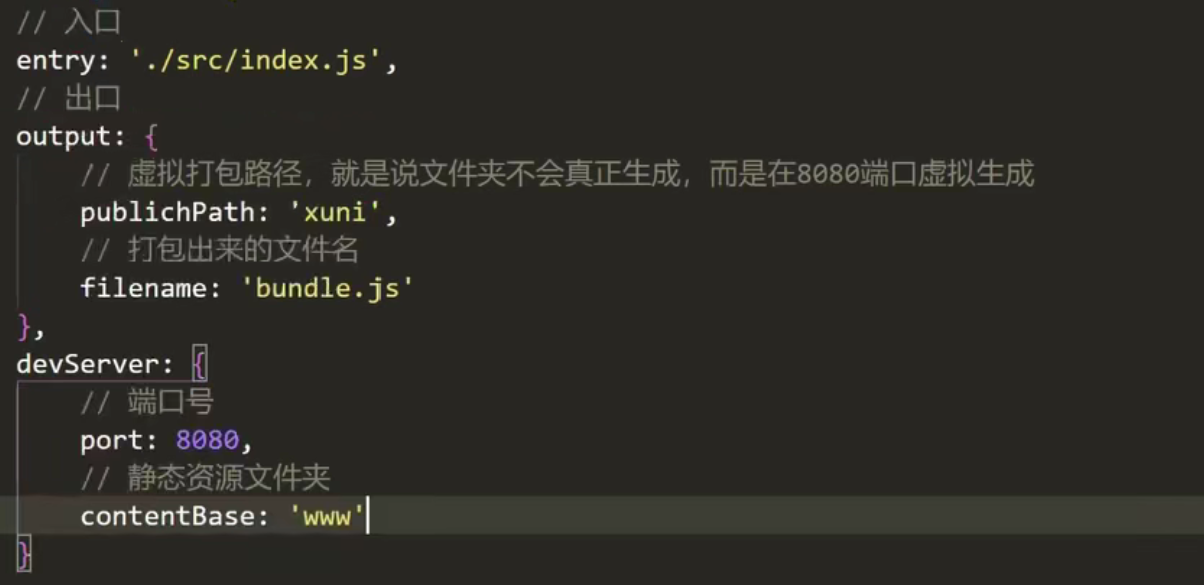 // 入口
entry: './src/index.js',
// 出口
output: {
    // 虚拟打包路径，就是说文件夹不会真正生成，而是在8080端口虚拟生成
    publichPath: 'xuni',
    // 打包出来的文件名
    filename: 'bundle.js'
},
devServer: {
    // 端口号
    port: 8080,
    // 静态资源文件夹
    contentBase: 'www'
}